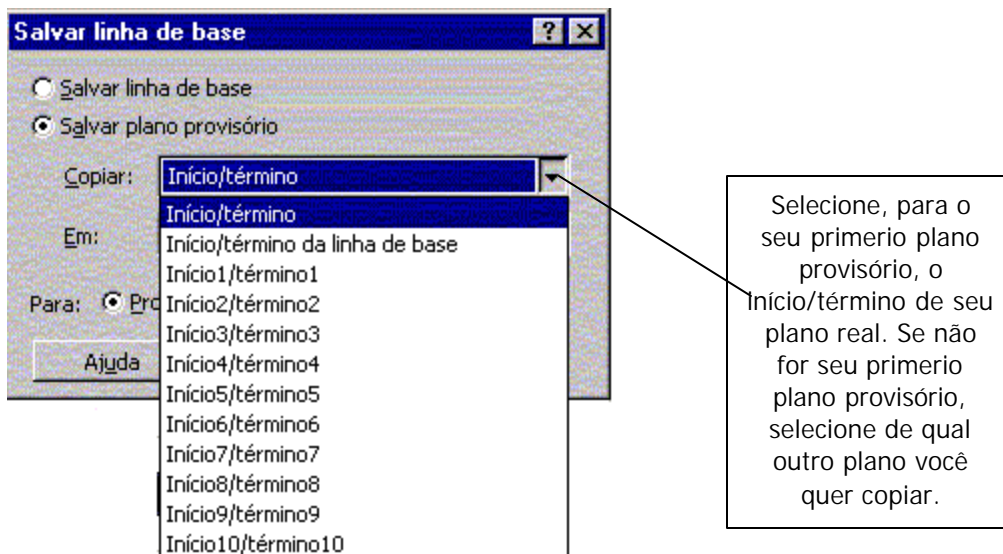 Salvar linha de base
Salvar linha de base
Salvar plano provisório
Copiar: Início/término
Início/término
Em:
Início/término da linha de base
Início1/término1
Início2/término2
Para: Pro
Início3/término3
Ajuda
Início4/término4
Início5/término5
Início6/término6
Início7/término7
Início8/término8
Início9/término9
Início10/término10
Selecione, para o
seu primerio plano
provisório, o
Início/término de seu
plano real. Se não
for seu primerio
plano provisório,
selecione de qual
outro plano você
quer copiar.